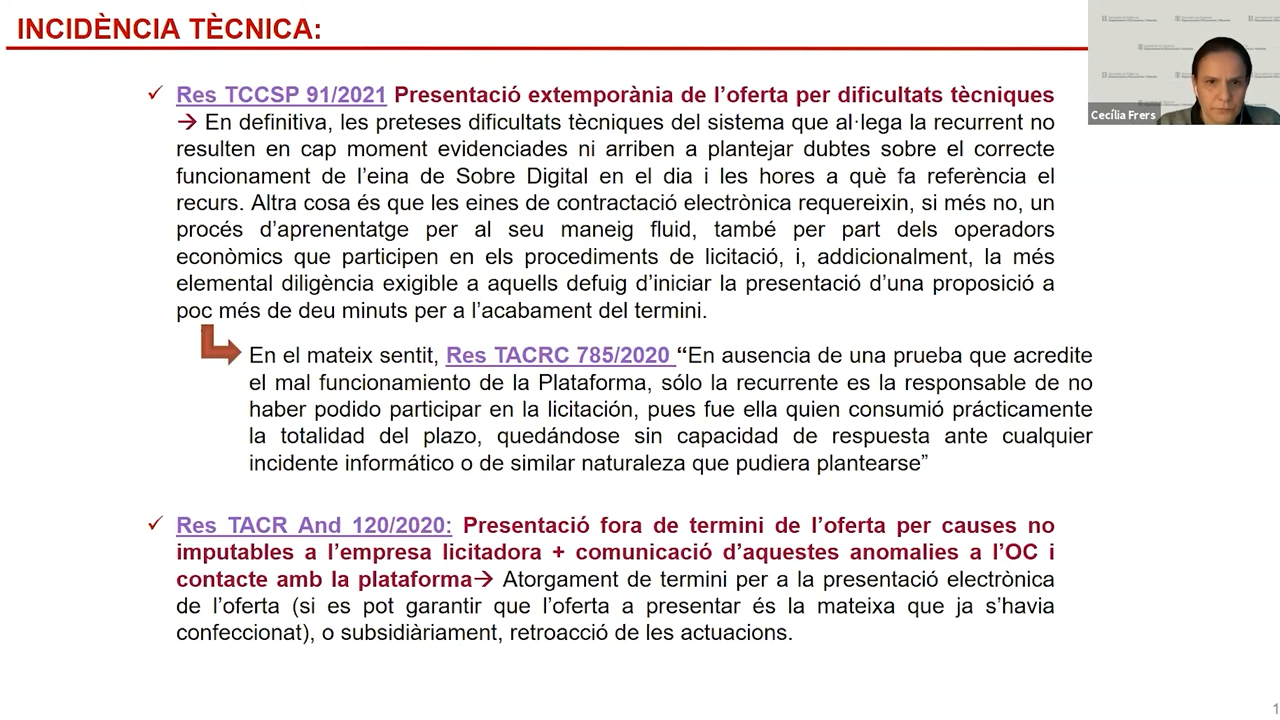 INCIDÈNCIA TÈCNICA:
Cecília Frers
✓ Res TCCSP 91/2021 Presentació extemporània de l’oferta per dificultats tècniques
→ En definitiva, les preteses dificultats tècniques del sistema que al·lega la recurrent no
resulten en cap moment evidenciades ni arriben a plantejar dubtes sobre el correcte
funcionament de l’eina de Sobre Digital en el dia i les hores a què fa referència el
recurs. Altra cosa és que les eines de contractació electrònica requereixin, si més no, un
procés d’aprenentatge per al seu maneig fluid, també per part dels operadors
econòmics que participen en els procediments de licitació, i, addicionalment, la més
elemental diligència exigible a aquells defuig d’iniciar la presentació d’una proposició a
poc més de deu minuts per a l’acabament del termini.
En el mateix sentit, Res TACRC 785/2020 “En ausencia de una prueba que acredite
el mal funcionamiento de la Plataforma, sólo la recurrente es la responsable de no
haber podido participar en la licitación, pues fue ella quien consumió prácticamente
la totalidad del plazo, quedándose sin capacidad de respuesta ante cualquier
incidente informático o de similar naturaleza que pudiera plantearse”
✓ Res TACR And 120/2020: Presentació fora de termini de l’oferta per causes no
imputables a l’empresa licitadora + comunicació d’aquestes anomalies a l’OC i
contacte amb la plataforma→ Atorgament de termini per a la presentació electrònica
de l’oferta (si es pot garantir que l’oferta a presentar és la mateixa que ja s’havia
confeccionat), o subsidiàriament, retroacció de les actuacions.
1